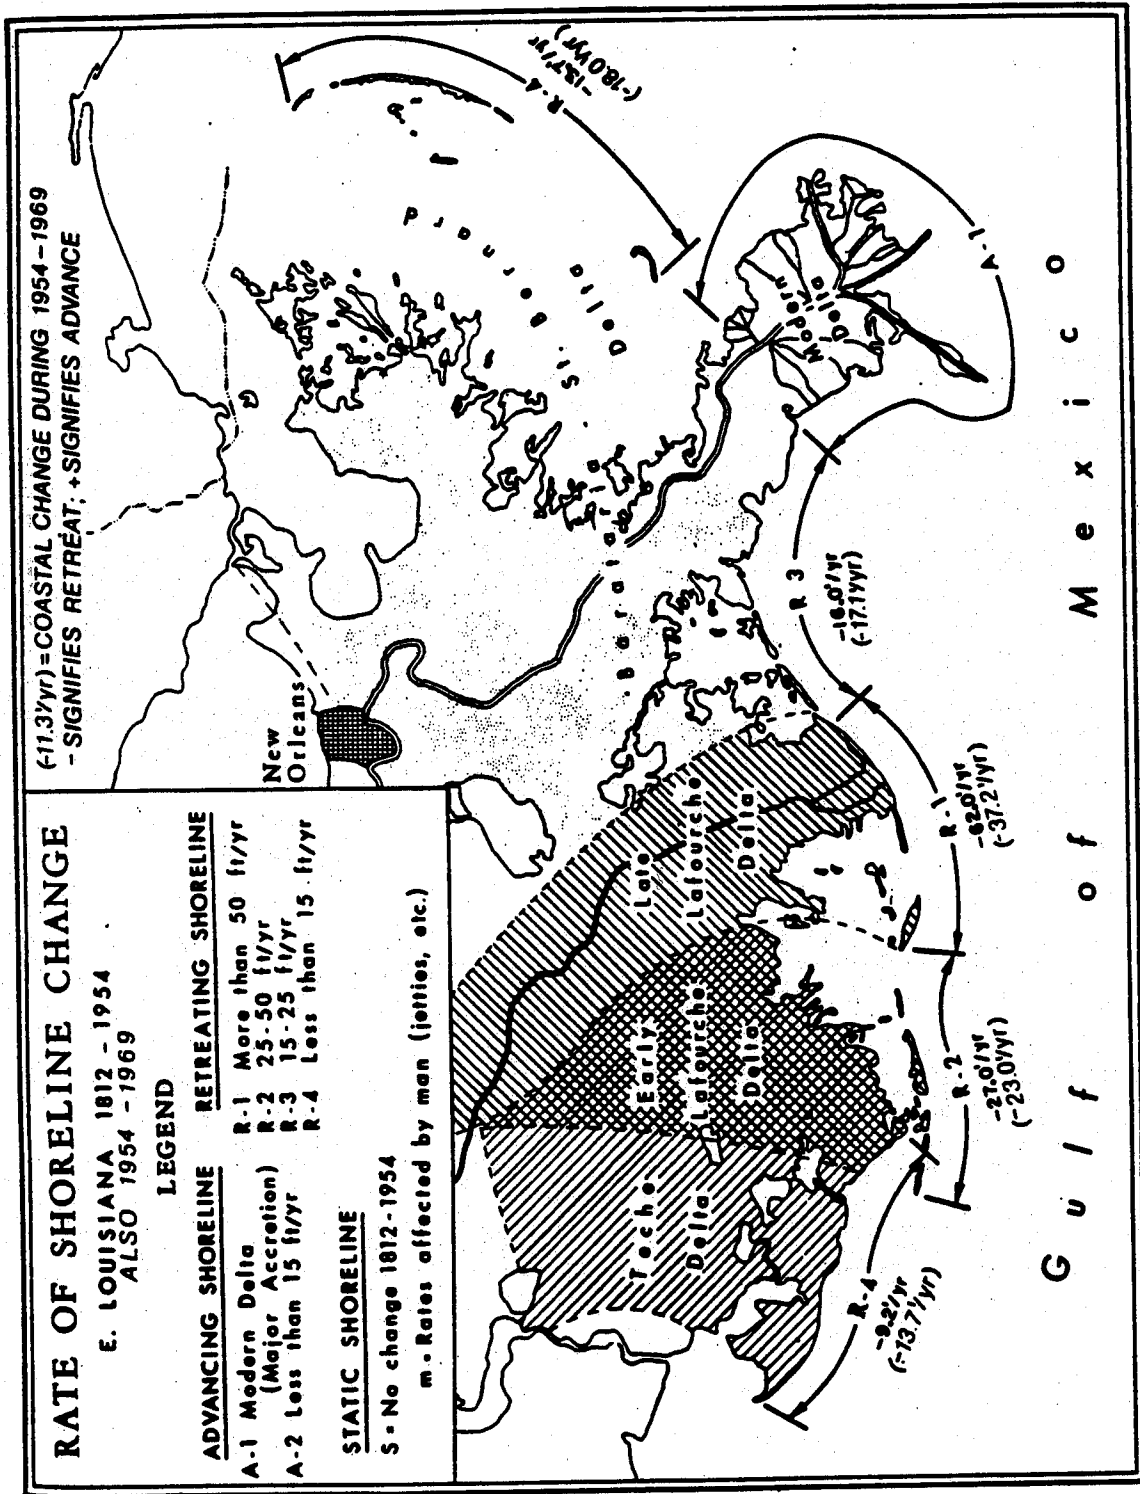 RATE OF SHORELINE CHANGE
E. LOUISIANA 1812-1954
ALSO 1954-1969
LEGEND
ADVANCING SHORELINE
A-1 Modern Delta
(Major Accretion)
A-2 Less than 15 ft/yr
RETREATING SHORELINE
R-1 More than 50 ft/yr
R-2 25-50 ft/yr
R-3 15-25 ft/yr
R-4 Less than 15 ft/yr
STATIC SHORELINE
S = No change 1812-1954
m - Rates affected by man (jetties, etc.)
(-11.3'/yr)=COASTAL CHANGE DURING 1954-1969
- SIGNIFIES RETREAT; +SIGNIFIES ADVANCE
New
Orleans
St. Bernard
Delta
Barataria
Modern
Delta
Late
Lafourche
Delta
Early
Lafourche
Delta
Teche
Delta
R-4
-9.2'/yr
(-13.7'/yr)
R-2
-27.0'/yr
(-23.0'/yr)
R-1
-62.0'/yr
(-37.2'/yr)
R 3
-16.0'/yr
(-17.1'/yr)
A-1
R-4
-13.7'/yr
(-18.0'/yr)
Gulf of Mexico